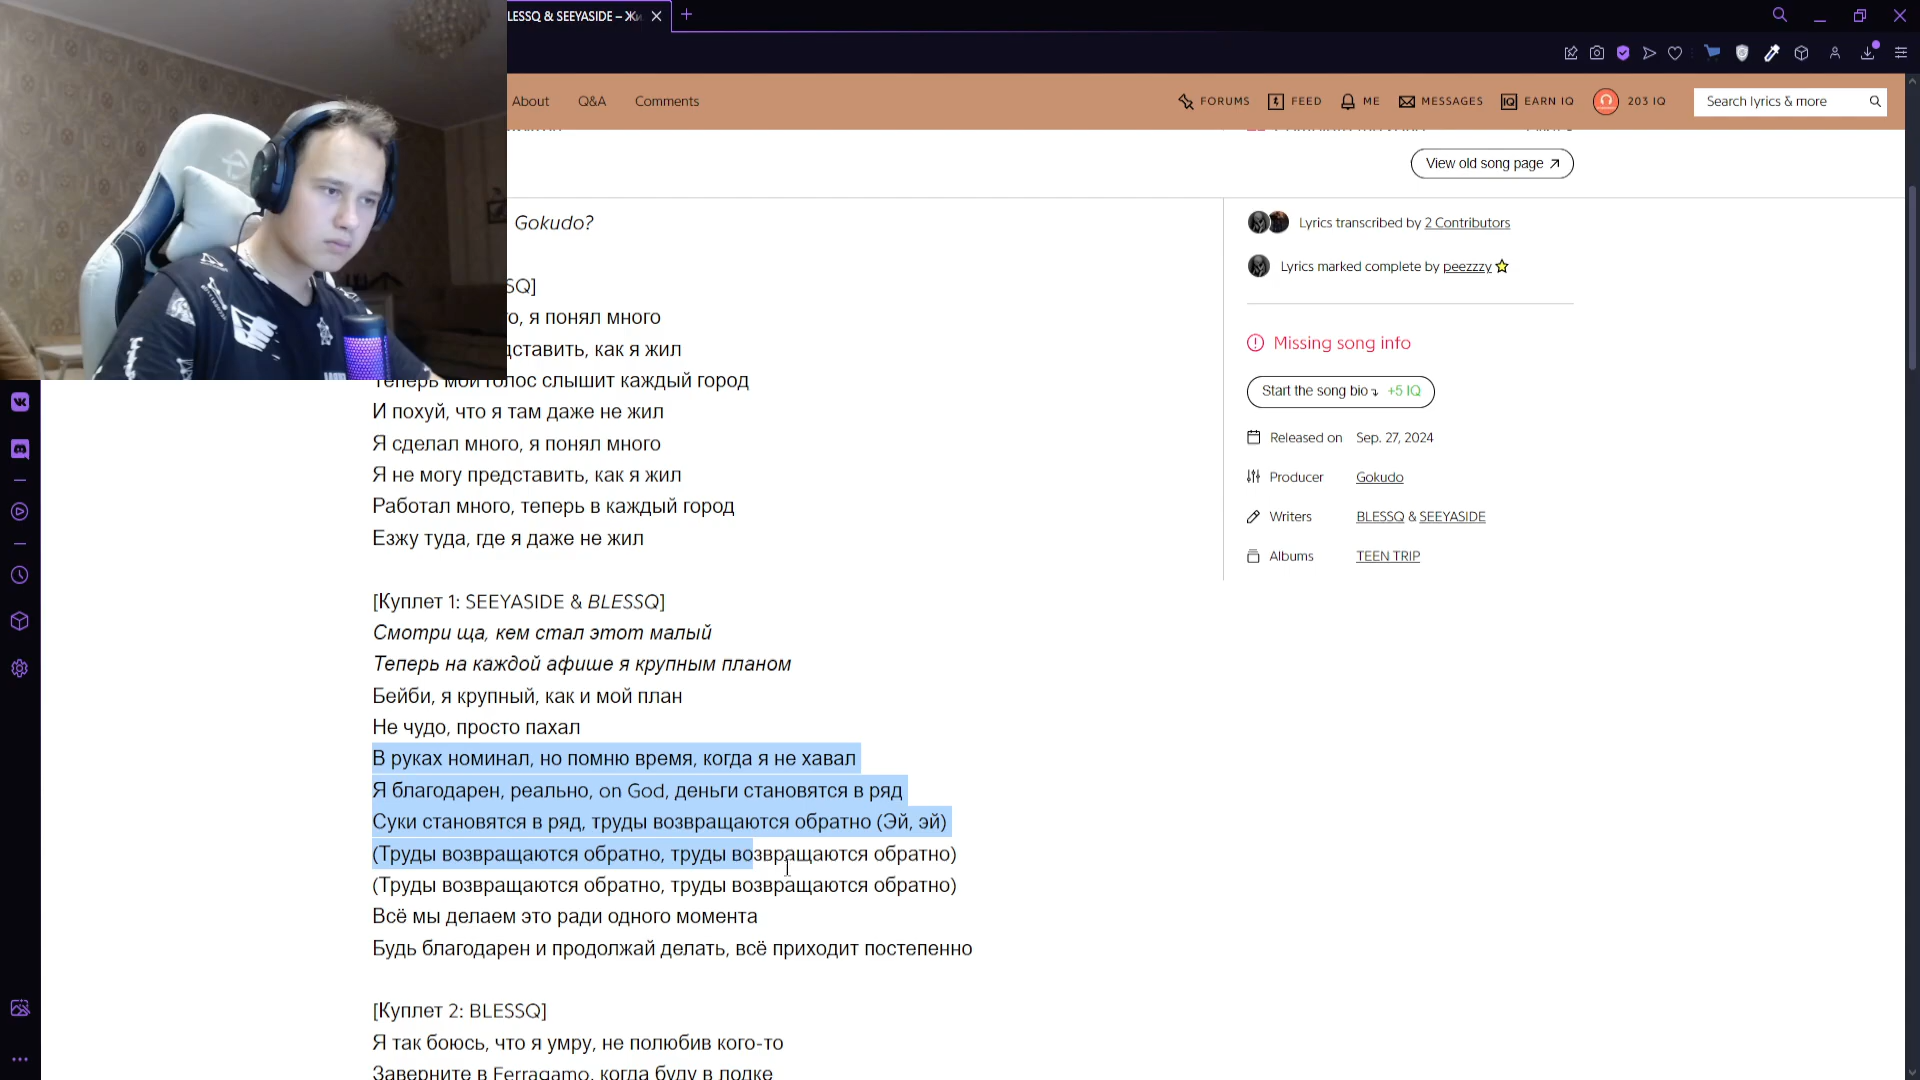 LESSQ & SEEYASIDE – Жи
About
Q&A
Comments
FORUMS
FEED
ME
MESSAGES
EARN IQ
203 IQ
Search lyrics & more
View old song page
Gokudo?
SQ]
о, я понял много
дставить, как я жил
Теперь мой голос слышит каждый город
И похуй, что я там даже не жил
Я сделал много, я понял много
Я не могу представить, как я жил
Работал много, теперь в каждый город
Езжу туда, где я даже не жил
[Куплет 1: SEEYASIDE & BLESSQ]
Смотри ща, кем стал этот малый
Теперь на каждой афише я крупным планом
Бейби, я крупный, как и мой план
Не чудо, просто пахал
В руках номинал, но помню время, когда я не хавал
Я благодарен, реально, on God, деньги становятся в ряд
Суки становятся в ряд, труды возвращаются обратно (Эй, эй)
(Труды возвращаются обратно, труды возвращаются обратно)
(Труды возвращаются обратно, труды возвращаются обратно)
Всё мы делаем это ради одного момента
Будь благодарен и продолжай делать, всё приходит постепенно
[Куплет 2: BLESSQ]
Я так боюсь, что я умру, не полюбив кого-то
Заверните в Ferragamo, когда буду в лодке
Lyrics transcribed by 2 Contributors
Lyrics marked complete by peezzzy
Missing song info
Start the song bio +5 IQ
Released on Sep. 27, 2024
Producer Gokudo
Writers BLESSQ & SEEYASIDE
Albums TEEN TRIP